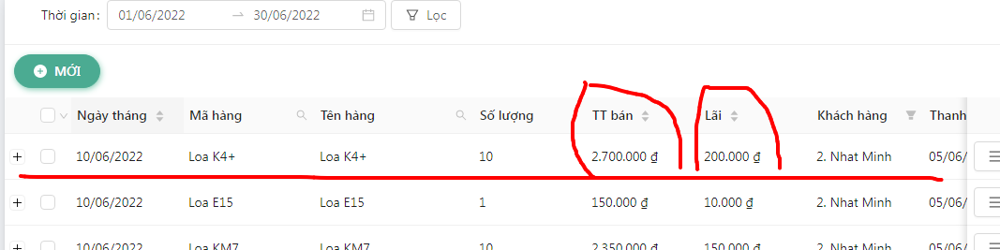 Thời gian: 01/06/2022 → 30/06/2022 Lọc
MỚI
Ngày tháng Mã hàng Tên hàng Số lượng TT bán Lãi Khách hàng Thanh
10/06/2022 Loa K4+ Loa K4+ 10 2.700.000 ₫ 200.000 ₫ 2. Nhat Minh 05/06/
10/06/2022 Loa E15 Loa E15 1 150.000 ₫ 10.000 ₫ 2. Nhat Minh 05/06/
10/06/2022 Loa KM7 Loa KM7 10 2.350.000 ₫ 150.000 ₫ 2. Nhat Minh 05/06/